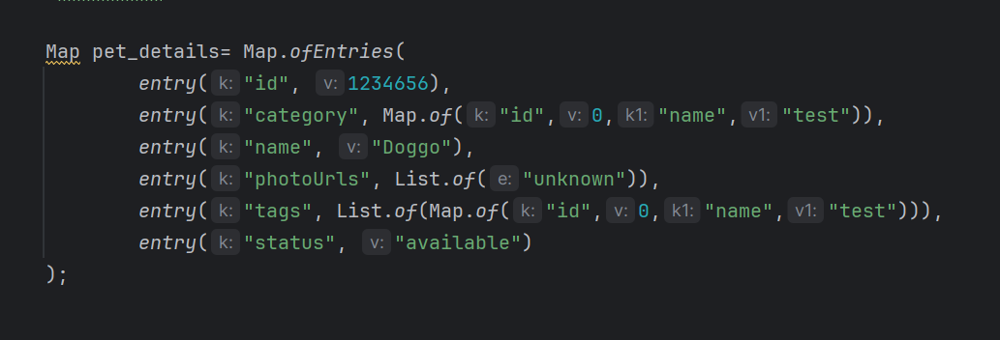 Map pet_details= Map.ofEntries(
entry( k: "id", v: 1234656),
entry( k: "category", Map.of( k: "id", v: 0, k1: "name", v1: "test")),
entry( k: "name", v: "Doggo"),
entry( k: "photoUrls", List.of( e: "unknown")),
entry( k: "tags", List.of(Map.of( k: "id", v: 0, k1: "name", v1: "test"))),
entry( k: "status", v: "available")
);